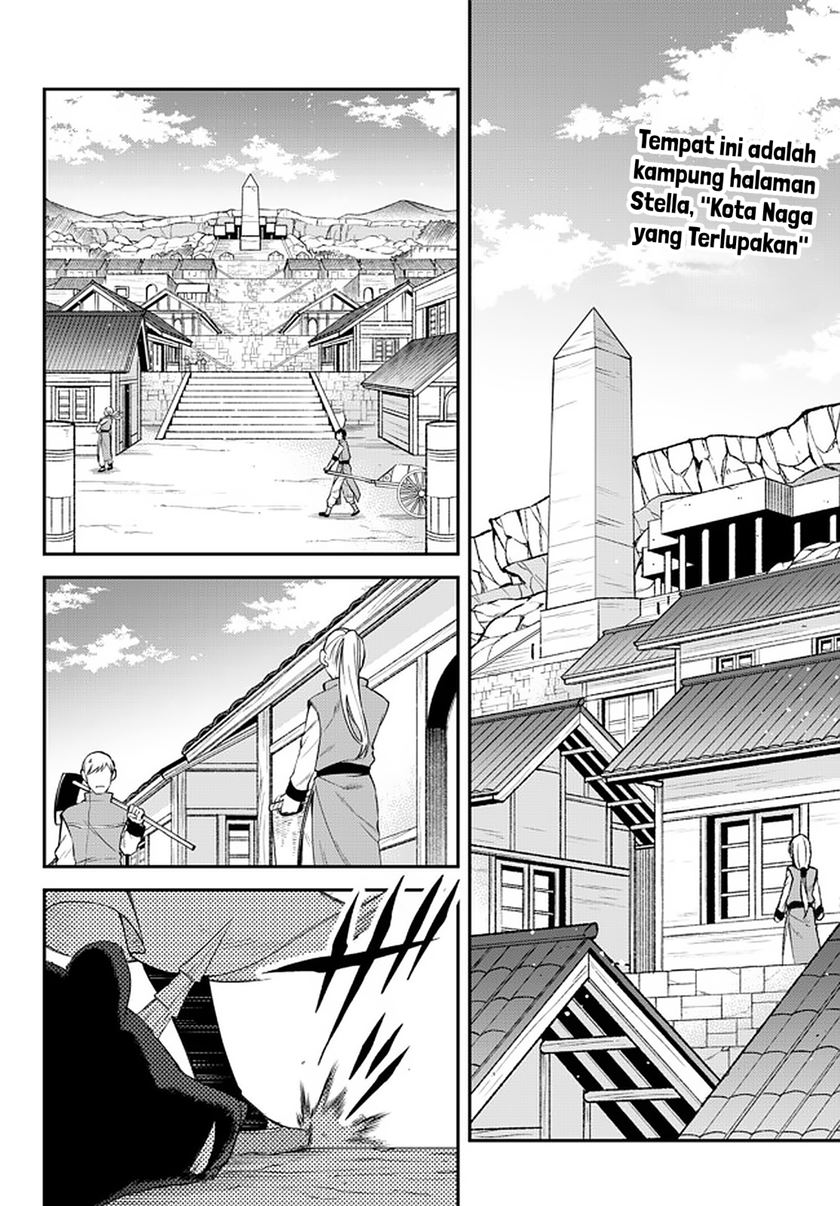 Tempat ini adalah
kampung halaman
Stella, "Kota Naga
yang Terlupakan"